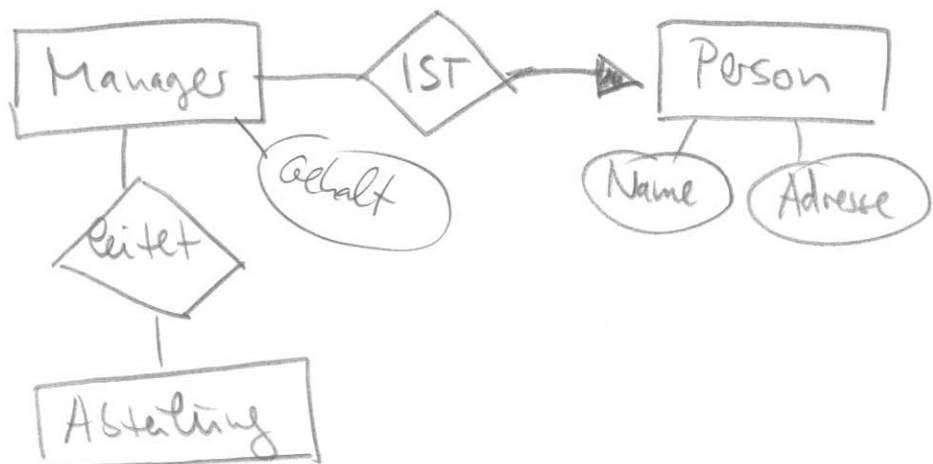 Manager
IST
Person
Gehalt
Name
Adresse
leitet
Abteilung